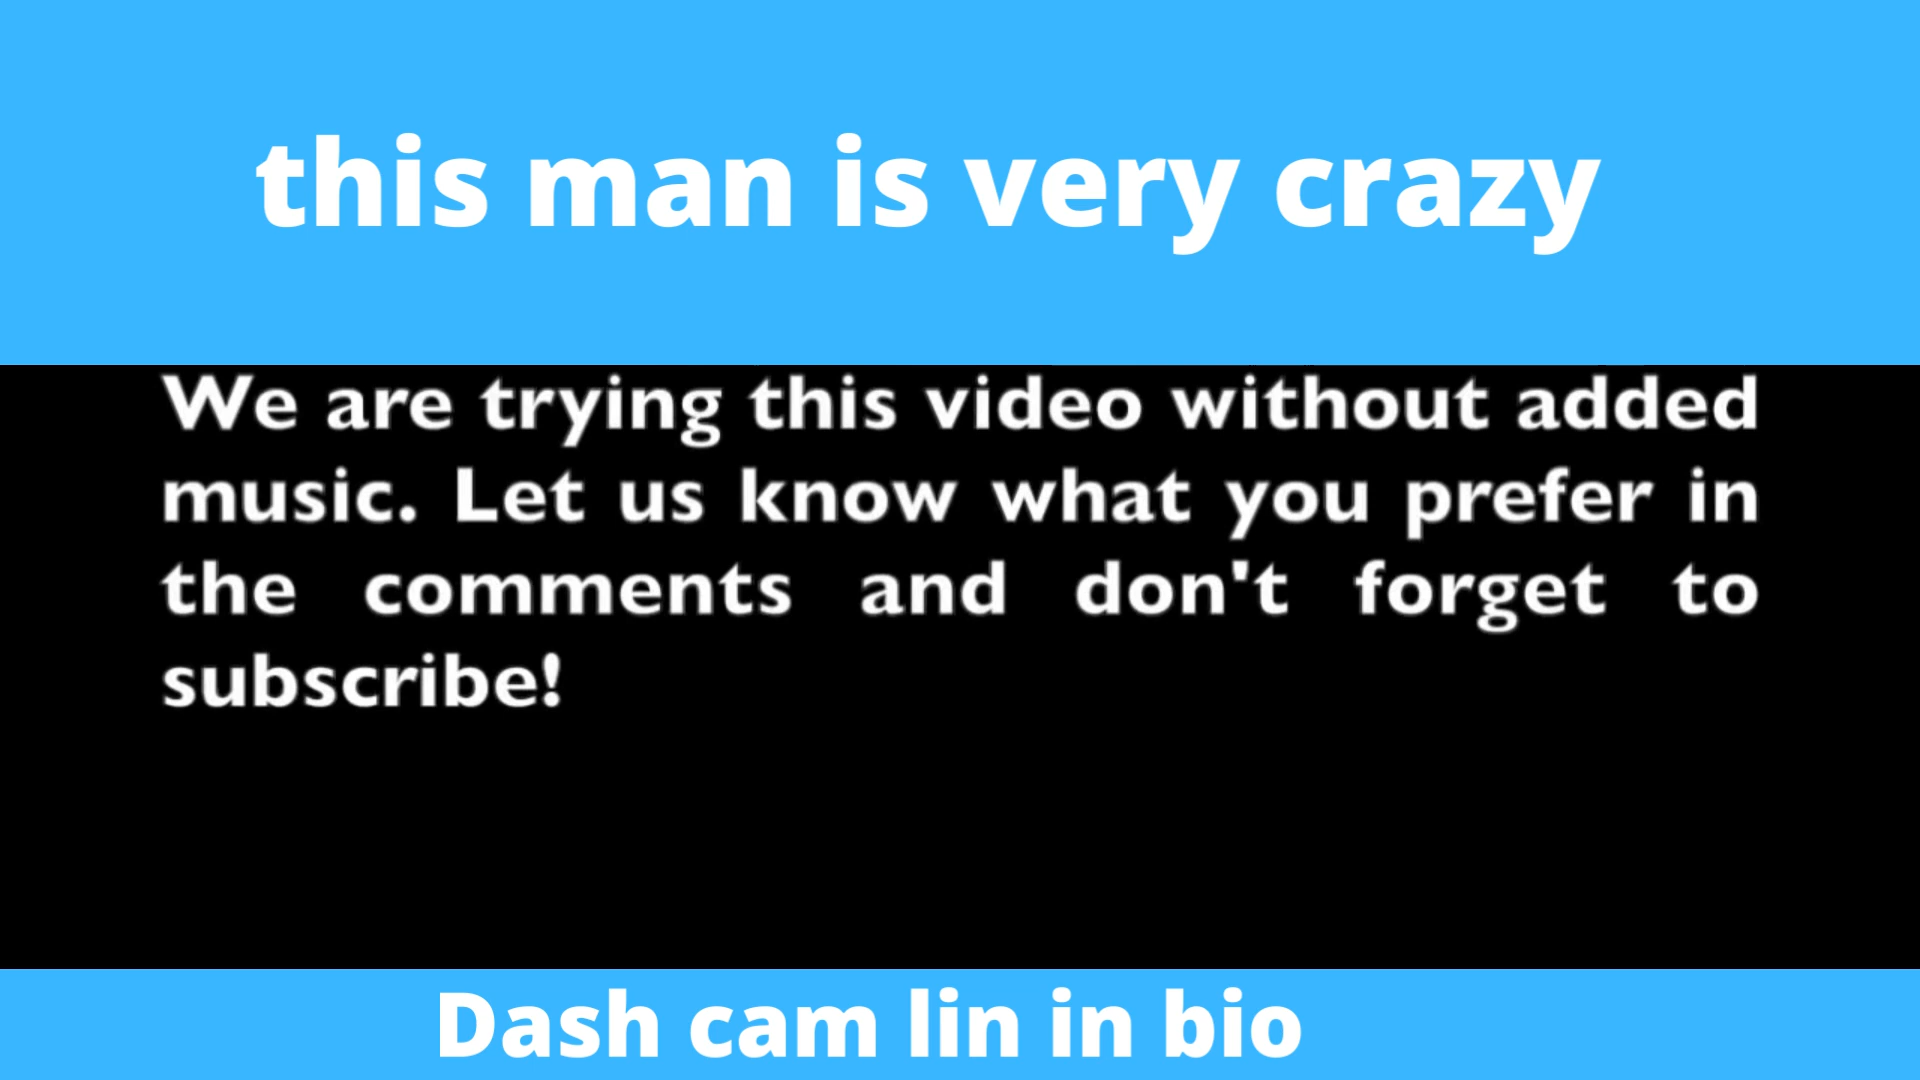 this man is very crazy
We are trying this video without added
music. Let us know what you prefer in
the comments and don't forget to
subscribe!
Dash cam lin in bio